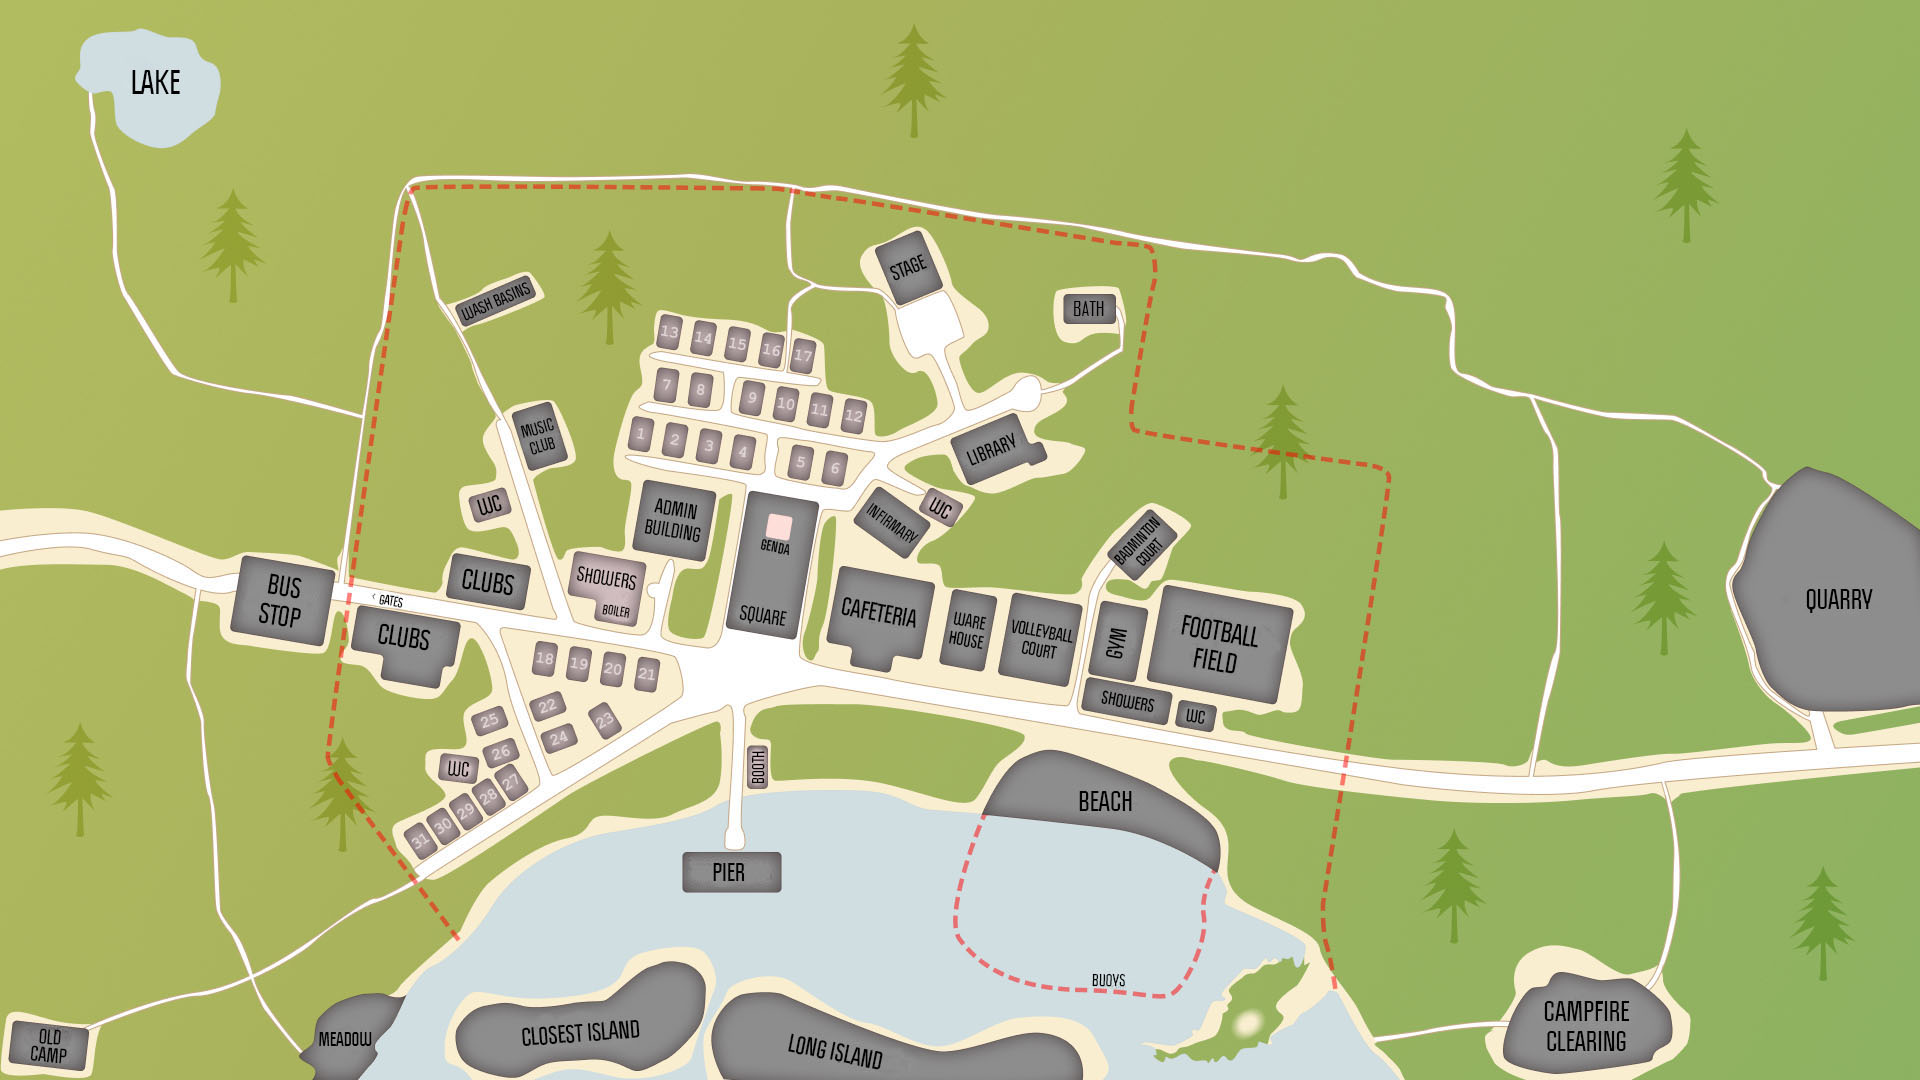 LAKE
STAGE
WASH BASINS
BATH
13
14
15
16
17
7
8
9
10
11
12
MUSIC
CLUB
1
2
3
4
5
6
LIBRARY
WC
ADMIN
BUILDING
GENDA
SQUARE
INFIRMARY
WC
BADMINTON
COURT
BUS
STOP
‹ GATES
CLUBS
CLUBS
SHOWERS
BOILER
CAFETERIA
WARE
HOUSE
VOLLEYBALL
COURT
GYM
FOOTBALL
FIELD
QUARRY
SHOWERS
WC
18
19
20
21
22
23
24
25
26
WC
27
28
29
30
31
BOOTH
BEACH
PIER
BUOYS
OLD
CAMP
MEADOW
CLOSEST ISLAND
LONG ISLAND
CAMPFIRE
CLEARING